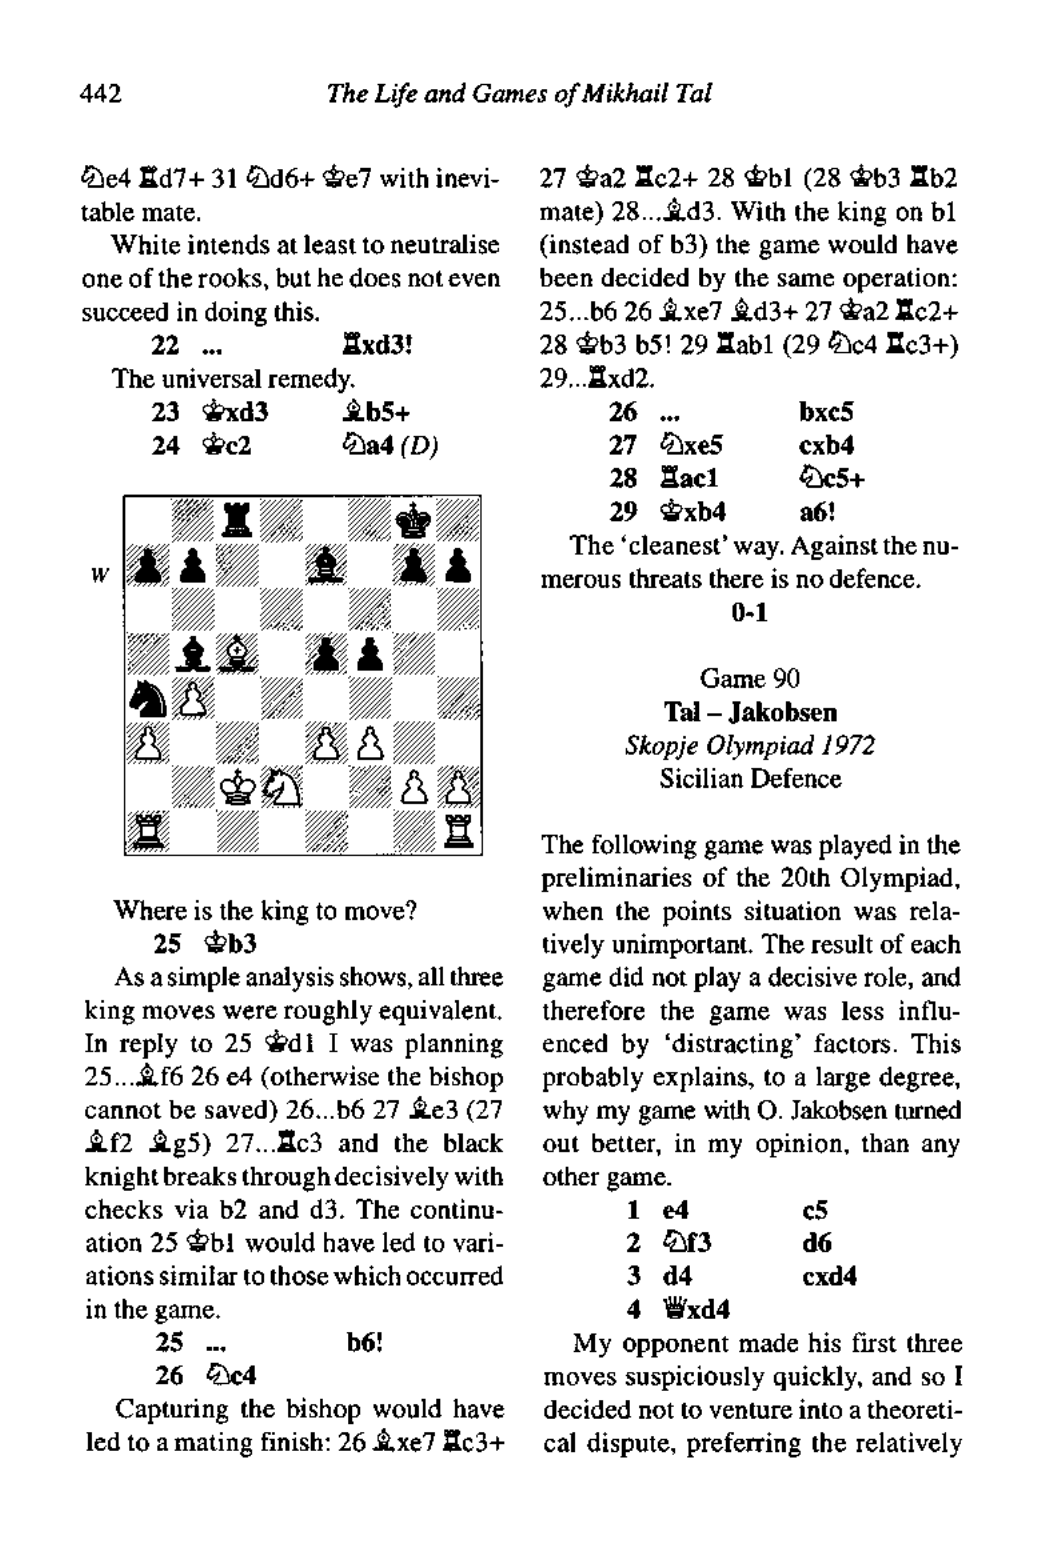 442 The Life and Games of Mikhail Tal
♘e4 ♜d7+ 31 ♘d6+ ♚e7 with inevi-
table mate.
White intends at least to neutralise
one of the rooks, but he does not even
succeed in doing this.
22 ... ♜xd3!
The universal remedy.
23 ♔xd3 ♝b5+
24 ♔c2 ♞a4 (D)
W
Where is the king to move?
25 ♔b3
As a simple analysis shows, all three
king moves were roughly equivalent.
In reply to 25 ♔d1 I was planning
25...♝f6 26 e4 (otherwise the bishop
cannot be saved) 26...b6 27 ♗e3 (27
♗f2 ♝g5) 27...♜c3 and the black
knight breaks through decisively with
checks via b2 and d3. The continu-
ation 25 ♔b1 would have led to vari-
ations similar to those which occurred
in the game.
25 ... b6!
26 ♘c4
Capturing the bishop would have
led to a mating finish: 26 ♗xe7 ♜c3+
27 ♔a2 ♜c2+ 28 ♔b1 (28 ♔b3 ♜b2
mate) 28...♝d3. With the king on b1
(instead of b3) the game would have
been decided by the same operation:
25...b6 26 ♗xe7 ♝d3+ 27 ♔a2 ♜c2+
28 ♔b3 b5! 29 ♖ab1 (29 ♘c4 ♜c3+)
29...♜xd2.
26 ... bxc5
27 ♘xe5 cxb4
28 ♖ac1 ♞c5+
29 ♔xb4 a6!
The ‘cleanest’ way. Against the nu-
merous threats there is no defence.
0-1
Game 90
Tal – Jakobsen
Skopje Olympiad 1972
Sicilian Defence
The following game was played in the
preliminaries of the 20th Olympiad,
when the points situation was rela-
tively unimportant. The result of each
game did not play a decisive role, and
therefore the game was less influ-
enced by ‘distracting’ factors. This
probably explains, to a large degree,
why my game with O. Jakobsen turned
out better, in my opinion, than any
other game.
1 e4 c5
2 ♘f3 d6
3 d4 cxd4
4 ♕xd4
My opponent made his first three
moves suspiciously quickly, and so I
decided not to venture into a theoreti-
cal dispute, preferring the relatively